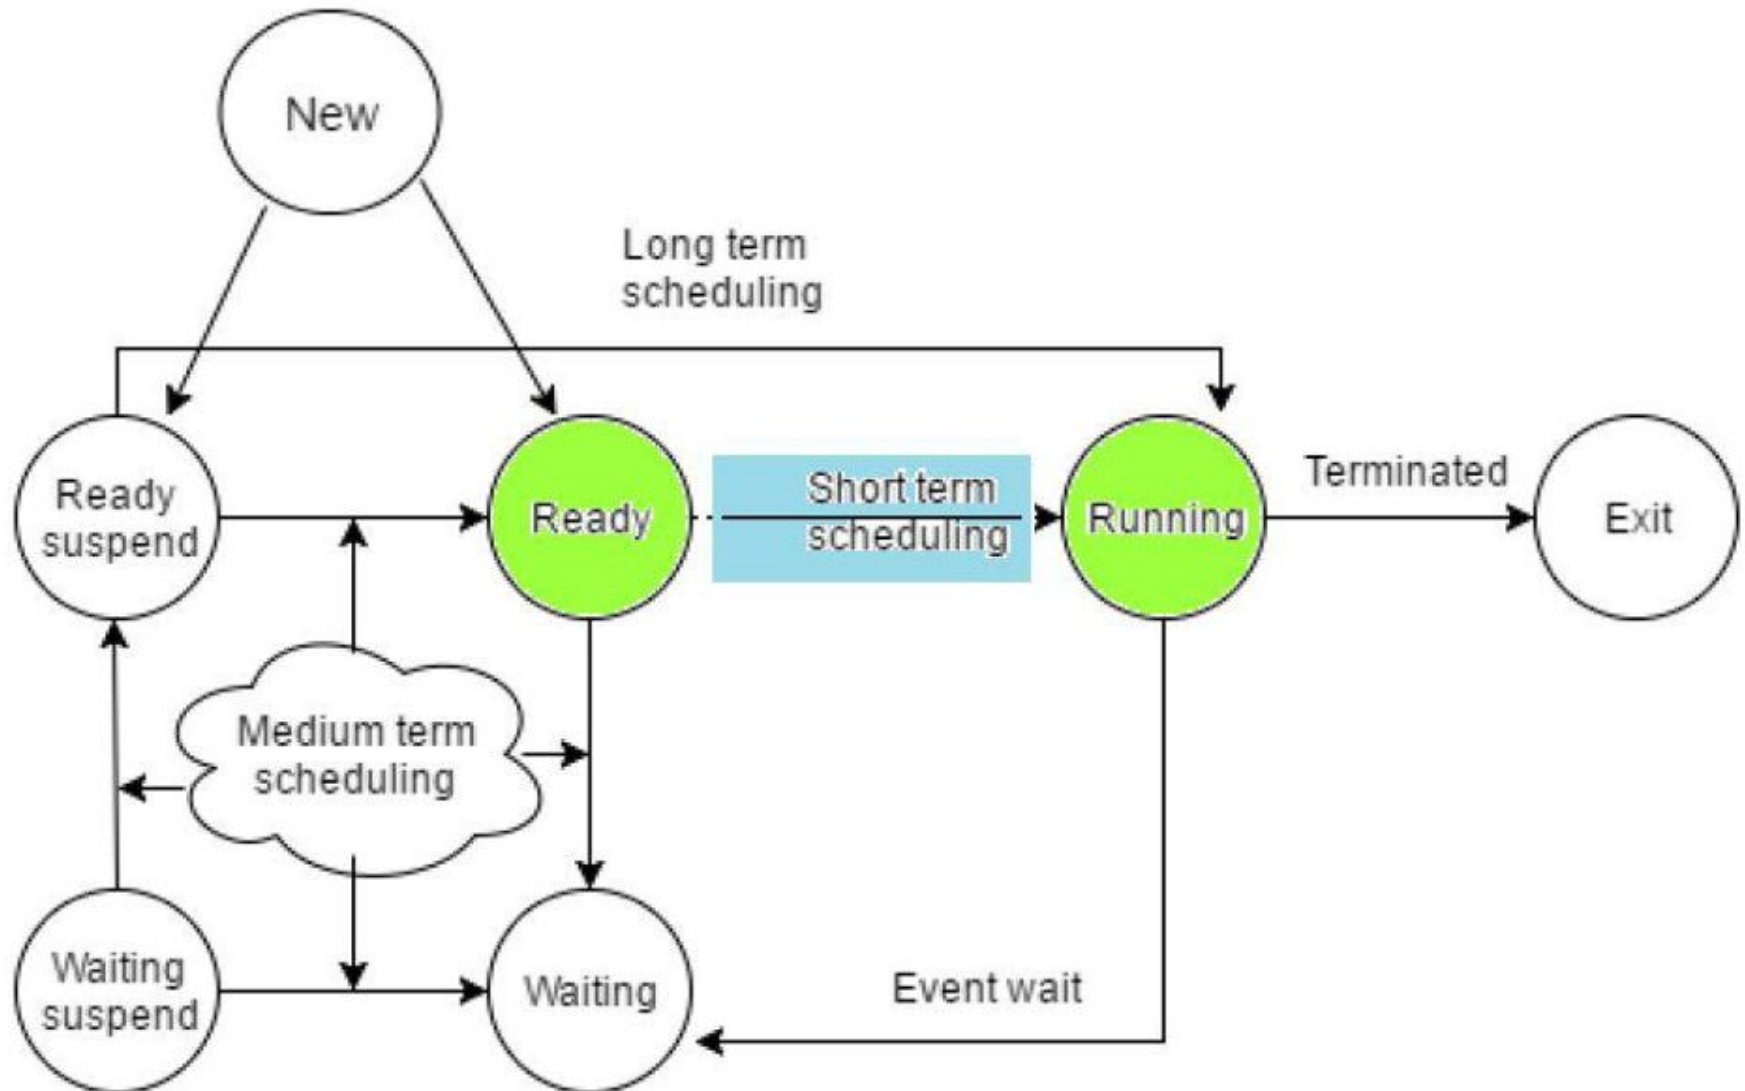 New
Long term
scheduling
Ready
suspend
Ready
Short term
scheduling
Running
Terminated
Exit
Medium term
scheduling
Waiting
suspend
Waiting
Event wait